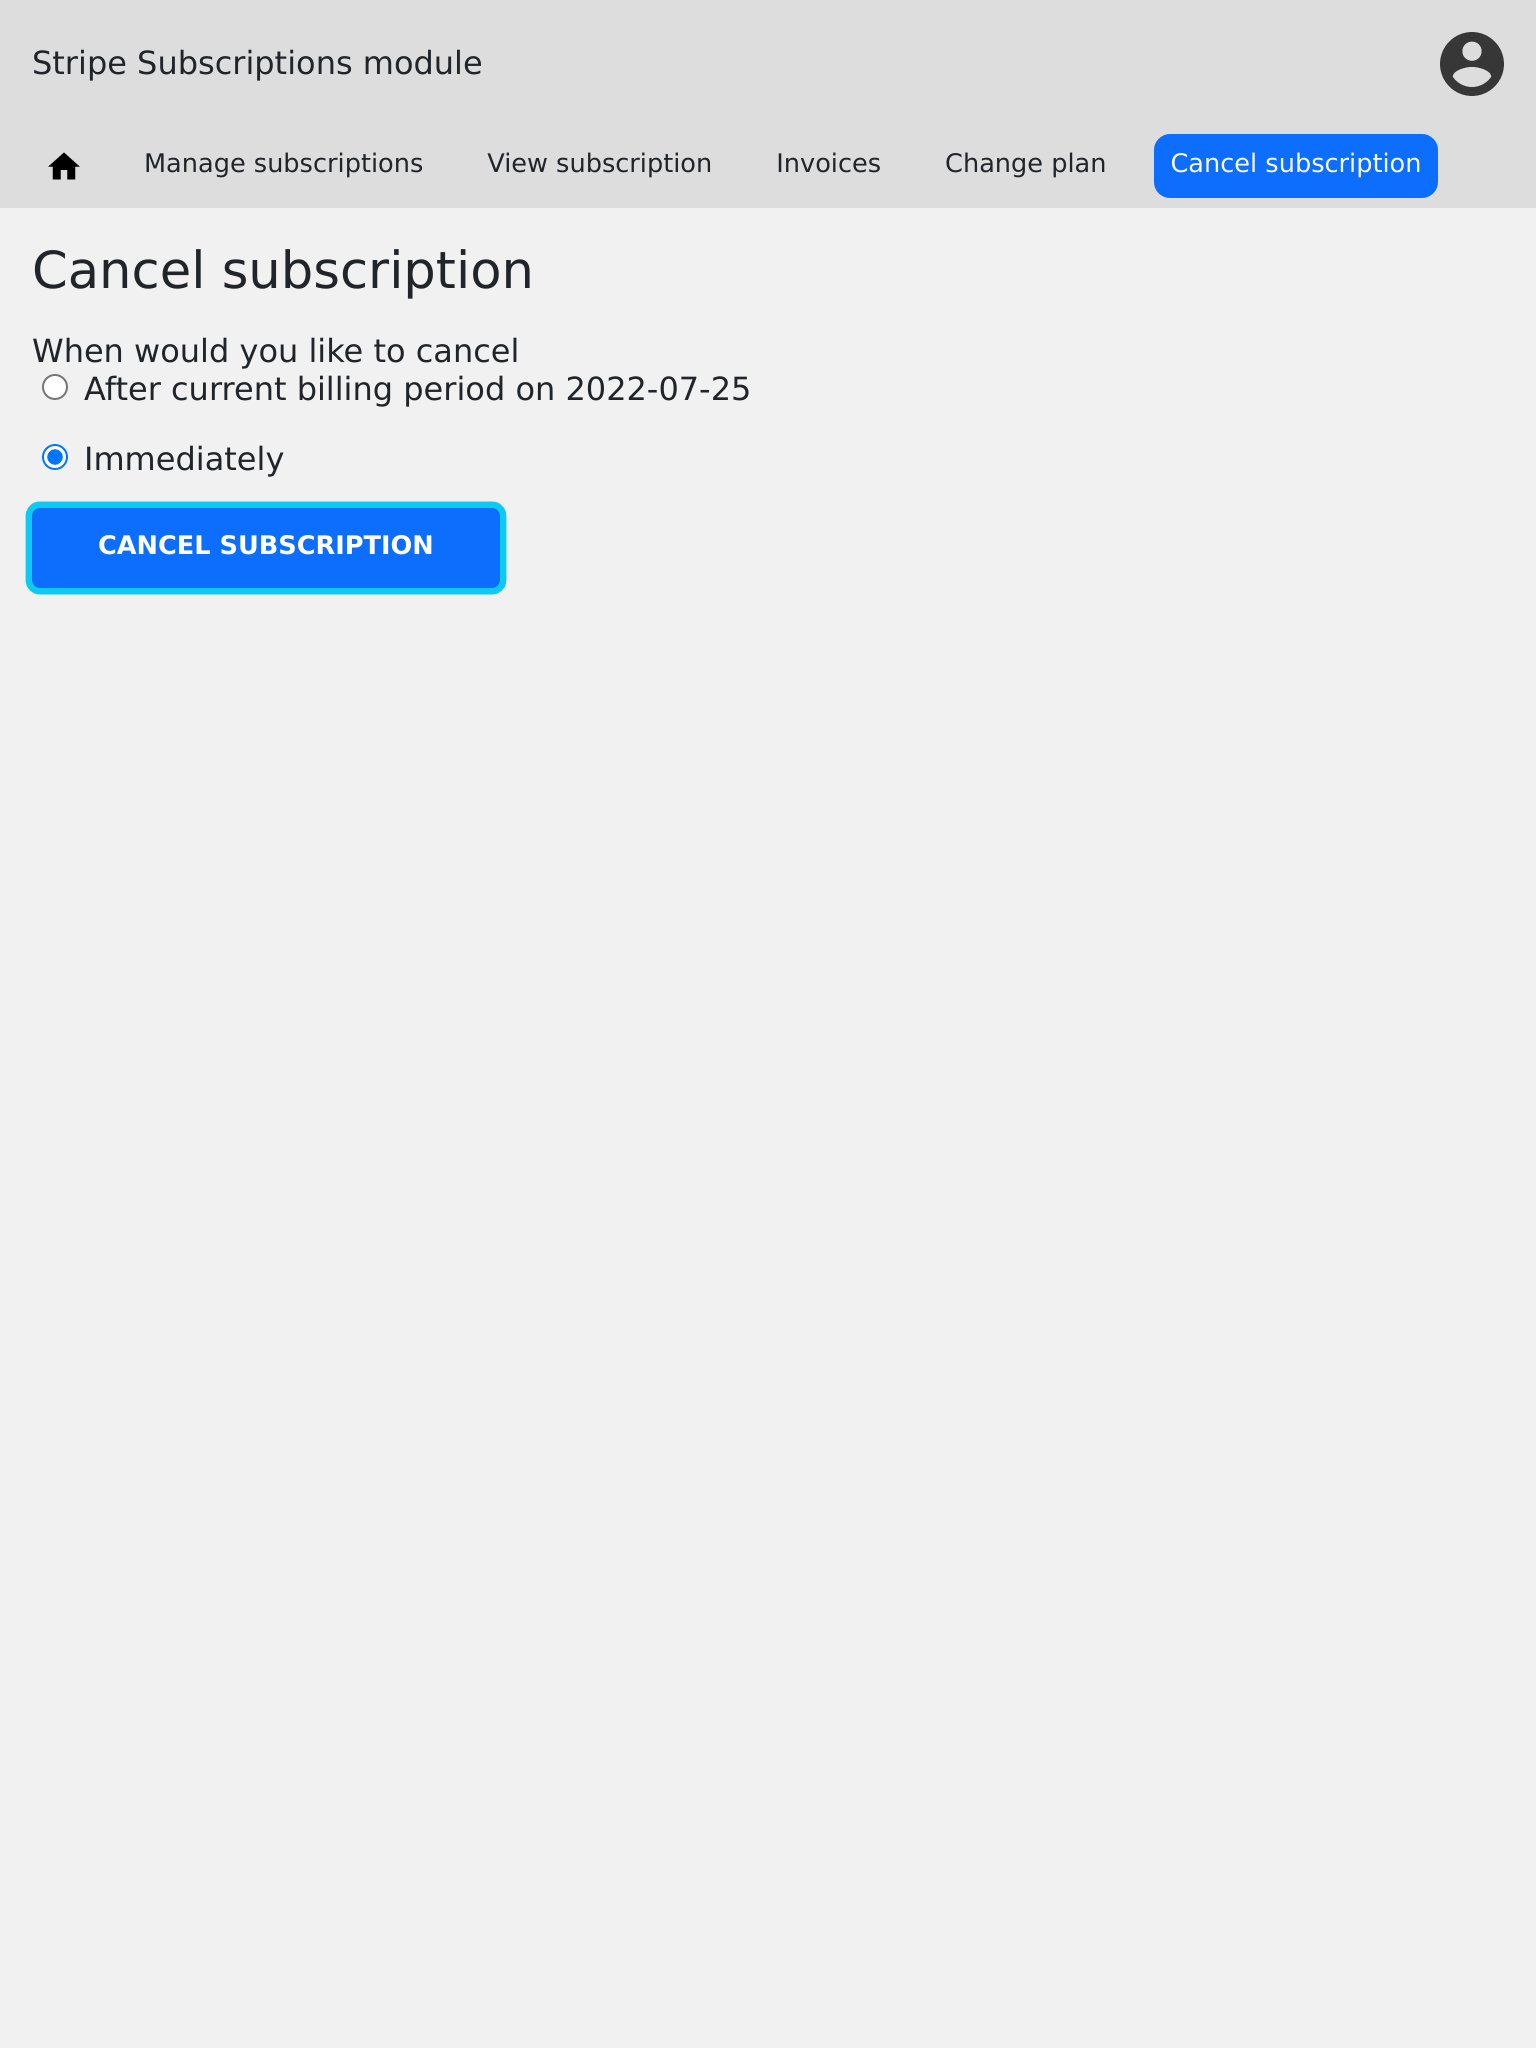 Stripe Subscriptions module
Manage subscriptions View subscription Invoices Change plan Cancel subscription
Cancel subscription
When would you like to cancel
After current billing period on 2022-07-25
Immediately
CANCEL SUBSCRIPTION